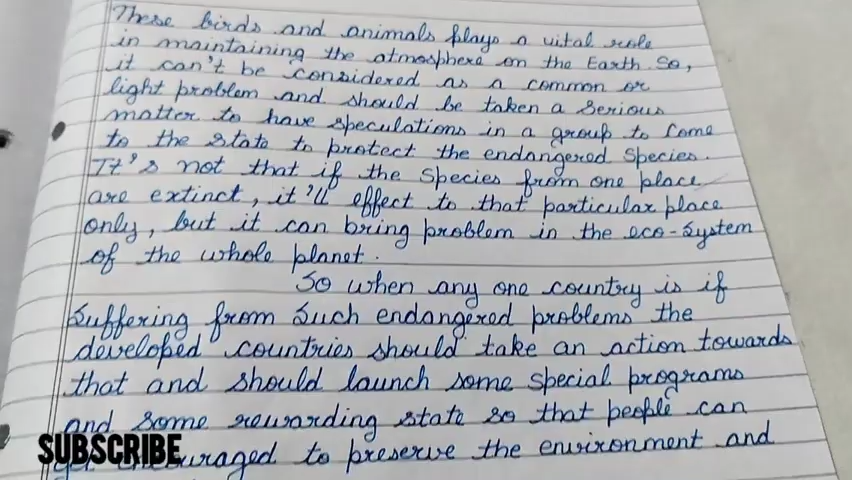 These birds and animals plays a vital role
in maintaining the atmosphere on the Earth. So,
it can't be considered as a common or
light problem and should be taken a serious
matter to have speculations in a group to come
to the state to protect the endangered species.
It's not that if the species from one place
are extinct, it'll effect to that particular place
only, but it can bring problem in the eco-system
of the whole planet.
So when any one country is if
suffering from such endangered problems the
developed countries should take an action towards
that and should launch some special programs
and some rewarding state so that people can
to preserve the environment and
SUBSCRIBE